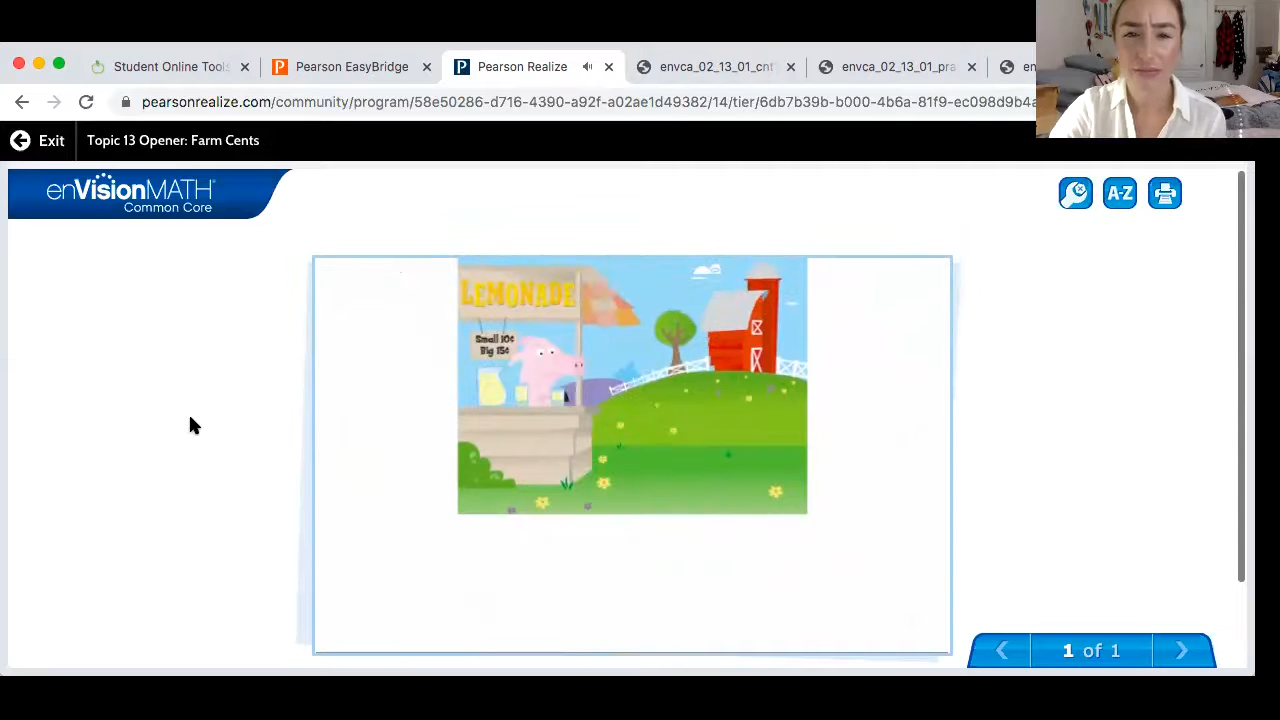 Student Online Tools
Pearson EasyBridge
Pearson Realize
envca_02_13_01_cnt
envca_02_13_01_pra
en
pearsonrealize.com/community/program/58e50286-d716-4390-a92f-a02ae1d49382/14/tier/6db7b39b-b000-4b6a-81f9-ec098d9b4a
Exit
Topic 13 Opener: Farm Cents
enVisionMATH
Common Core
A-Z
LEMONADE
Small 10¢
Big 15¢
1 of 1